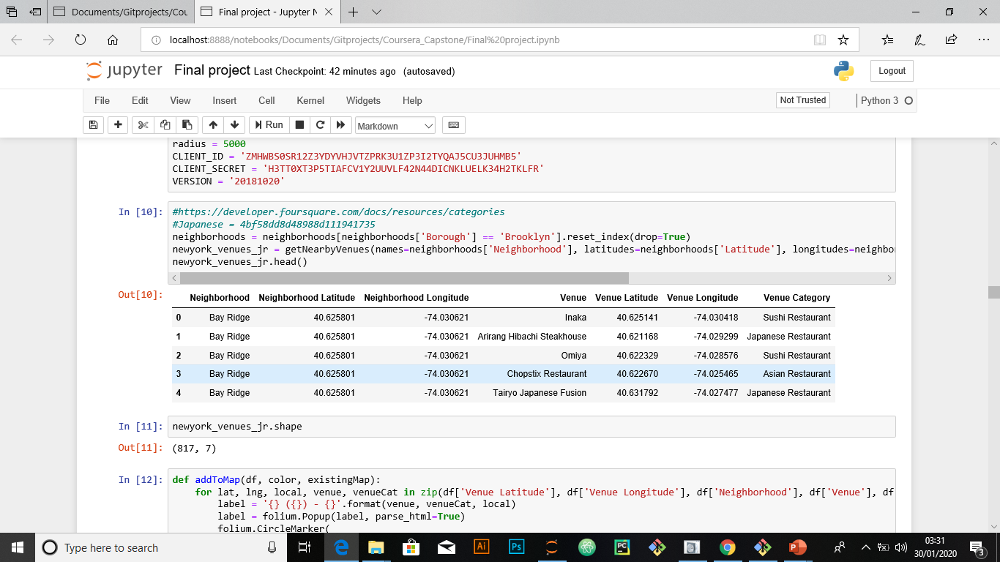 Documents/Gitprojects/Cou
Final project - Jupyter N
localhost:8888/notebooks/Documents/Gitprojects/Coursera_Capstone/Final%20project.ipynb
jupyter Final project Last Checkpoint: 42 minutes ago (autosaved)
Logout
File Edit View Insert Cell Kernel Widgets Help
Not Trusted
Python 3
Run
Markdown
radius = 5000
CLIENT_ID = 'ZMHWBS0SR12Z3YDYVHJVTZPRK3U1ZP3I2TYQAJ5CU3JUHMB5'
CLIENT_SECRET = 'H3TT0XT3P5TIAFCV1Y2UUVLF42N44DICNKLUELK34H2TKLFR'
VERSION = '20181020'
In [10]:
#https://developer.foursquare.com/docs/resources/categories
#Japanese = 4bf58dd8d48988d111941735
neighborhoods = neighborhoods[neighborhoods['Borough'] == 'Brooklyn'].reset_index(drop=True)
newyork_venues_jr = getNearbyVenues(names=neighborhoods['Neighborhood'], latitudes=neighborhoods['Latitude'], longitudes=neighbo
newyork_venues_jr.head()
Out[10]:
Neighborhood Neighborhood Latitude Neighborhood Longitude Venue Venue Latitude Venue Longitude Venue Category
0 Bay Ridge 40.625801 -74.030621 Inaka 40.625141 -74.030418 Sushi Restaurant
1 Bay Ridge 40.625801 -74.030621 Arirang Hibachi Steakhouse 40.621168 -74.029299 Japanese Restaurant
2 Bay Ridge 40.625801 -74.030621 Omiya 40.622329 -74.028576 Sushi Restaurant
3 Bay Ridge 40.625801 -74.030621 Chopstix Restaurant 40.622670 -74.025465 Asian Restaurant
4 Bay Ridge 40.625801 -74.030621 Tairyo Japanese Fusion 40.631792 -74.027477 Japanese Restaurant
In [11]: newyork_venues_jr.shape
Out[11]: (817, 7)
In [12]:
def addToMap(df, color, existingMap):
for lat, lng, local, venue, venueCat in zip(df['Venue Latitude'], df['Venue Longitude'], df['Neighborhood'], df['Venue'], df
label = '{} ({}) - {}'.format(venue, venueCat, local)
label = folium.Popup(label, parse_html=True)
folium.CircleMarker(
Type here to search
Ai
Ps
PC
P
03:31
30/01/2020
3